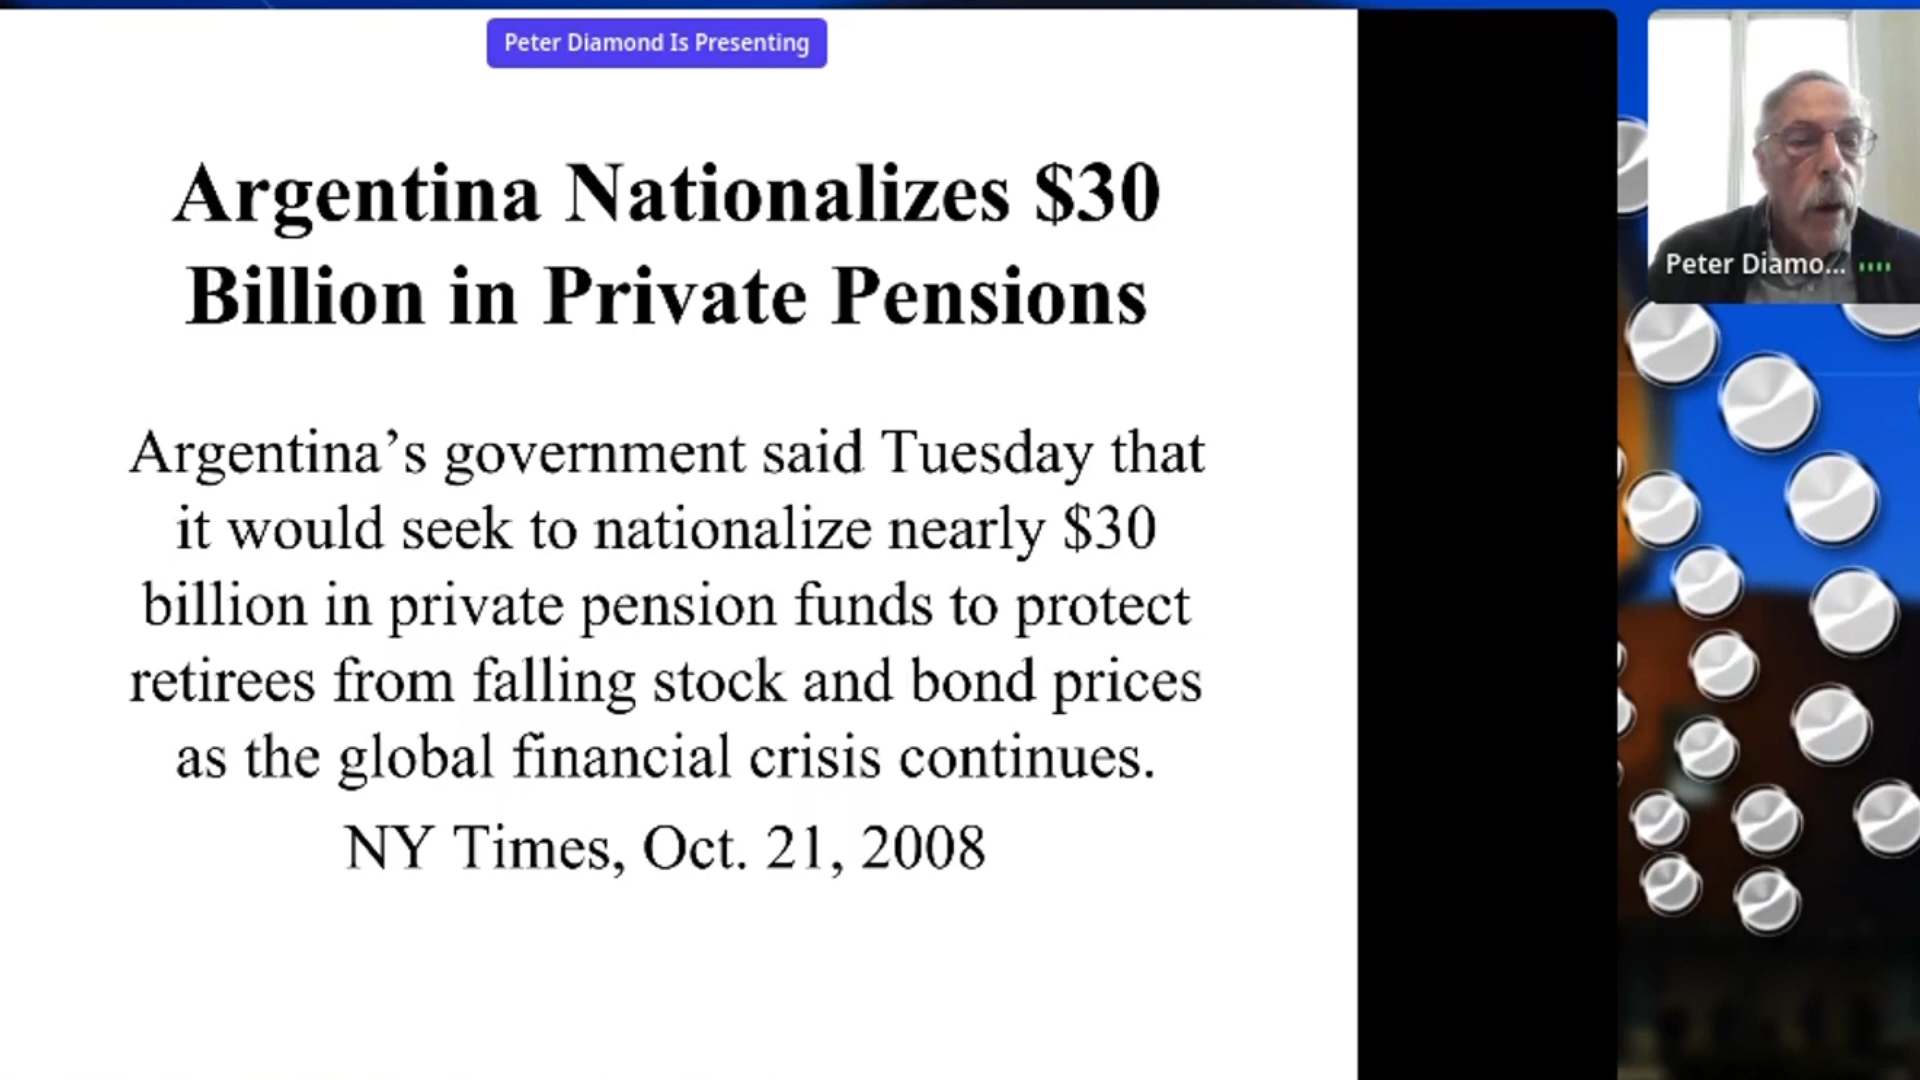 Peter Diamond Is Presenting
Argentina Nationalizes $30
Billion in Private Pensions
Argentina’s government said Tuesday that
it would seek to nationalize nearly $30
billion in private pension funds to protect
retirees from falling stock and bond prices
as the global financial crisis continues.
NY Times, Oct. 21, 2008
Peter Diamo...